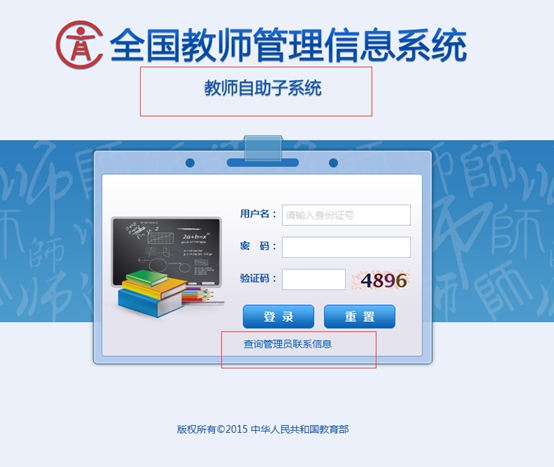 全国教师管理信息系统
教师自助子系统
用户名： 请输入身份证号
密 码：
验证码： 4896
登 录 重 置
查询管理员联系信息
版权所有©2015 中华人民共和国教育部